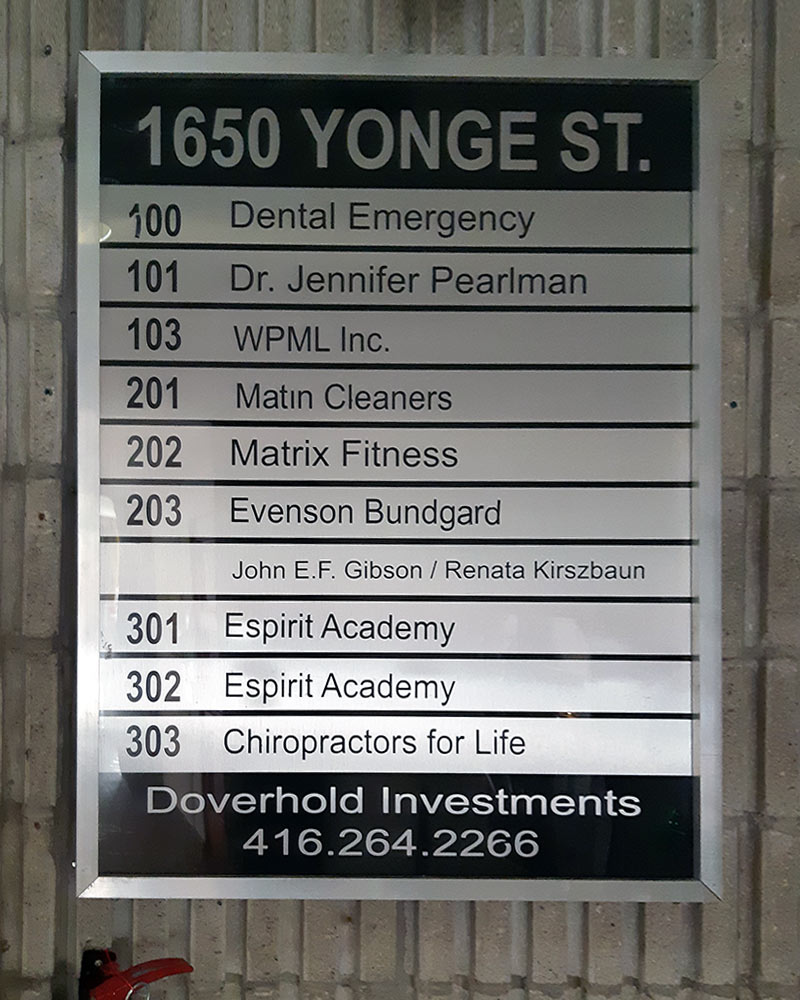 1650 YONGE ST.
100 Dental Emergency
101 Dr. Jennifer Pearlman
103 WPML Inc.
201 Matın Cleaners
202 Matrix Fitness
203 Evenson Bundgard
John E.F. Gibson / Renata Kirszbaun
301 Espirit Academy
302 Espirit Academy
303 Chiropractors for Life
Doverhold Investments
416.264.2266